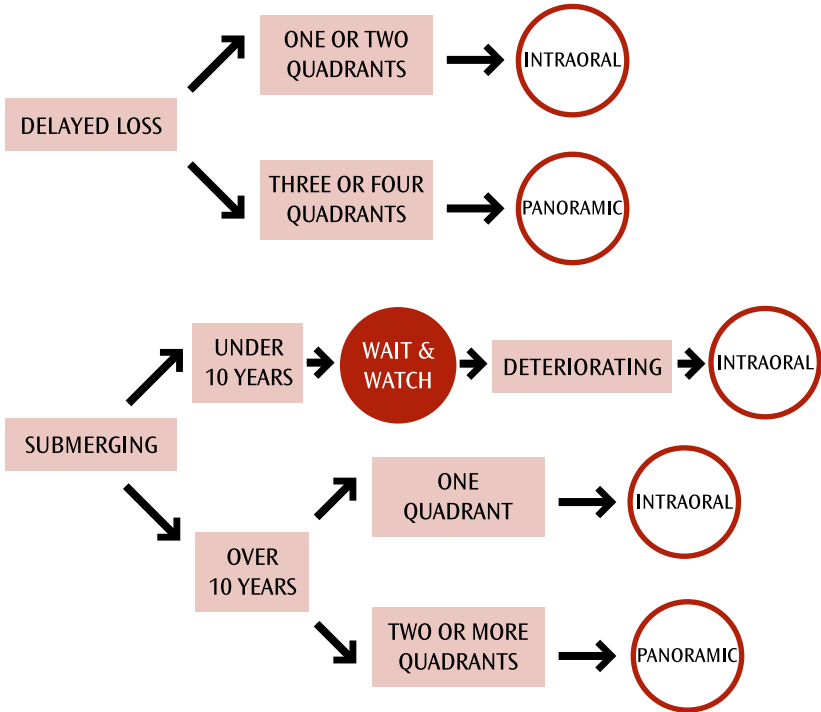 DELAYED LOSS
ONE OR TWO
QUADRANTS
INTRAORAL
THREE OR FOUR
QUADRANTS
PANORAMIC
SUBMERGING
UNDER
10 YEARS
WAIT &
WATCH
DETERIORATING
INTRAORAL
OVER
10 YEARS
ONE
QUADRANT
INTRAORAL
TWO OR MORE
QUADRANTS
PANORAMIC